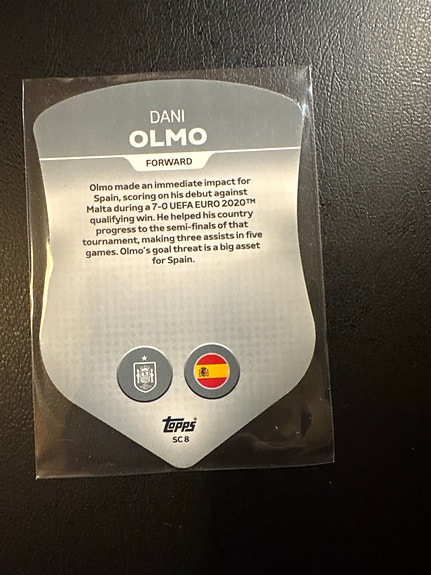 DANI
OLMO
FORWARD
Olmo made an immediate impact for
Spain, scoring on his debut against
Malta during a 7-0 UEFA EURO 2020™
qualifying win. He helped his country
progress to the semi-finals of that
tournament, making three assists in five
games. Olmo's goal threat is a big asset
for Spain.
Topps
SC 8